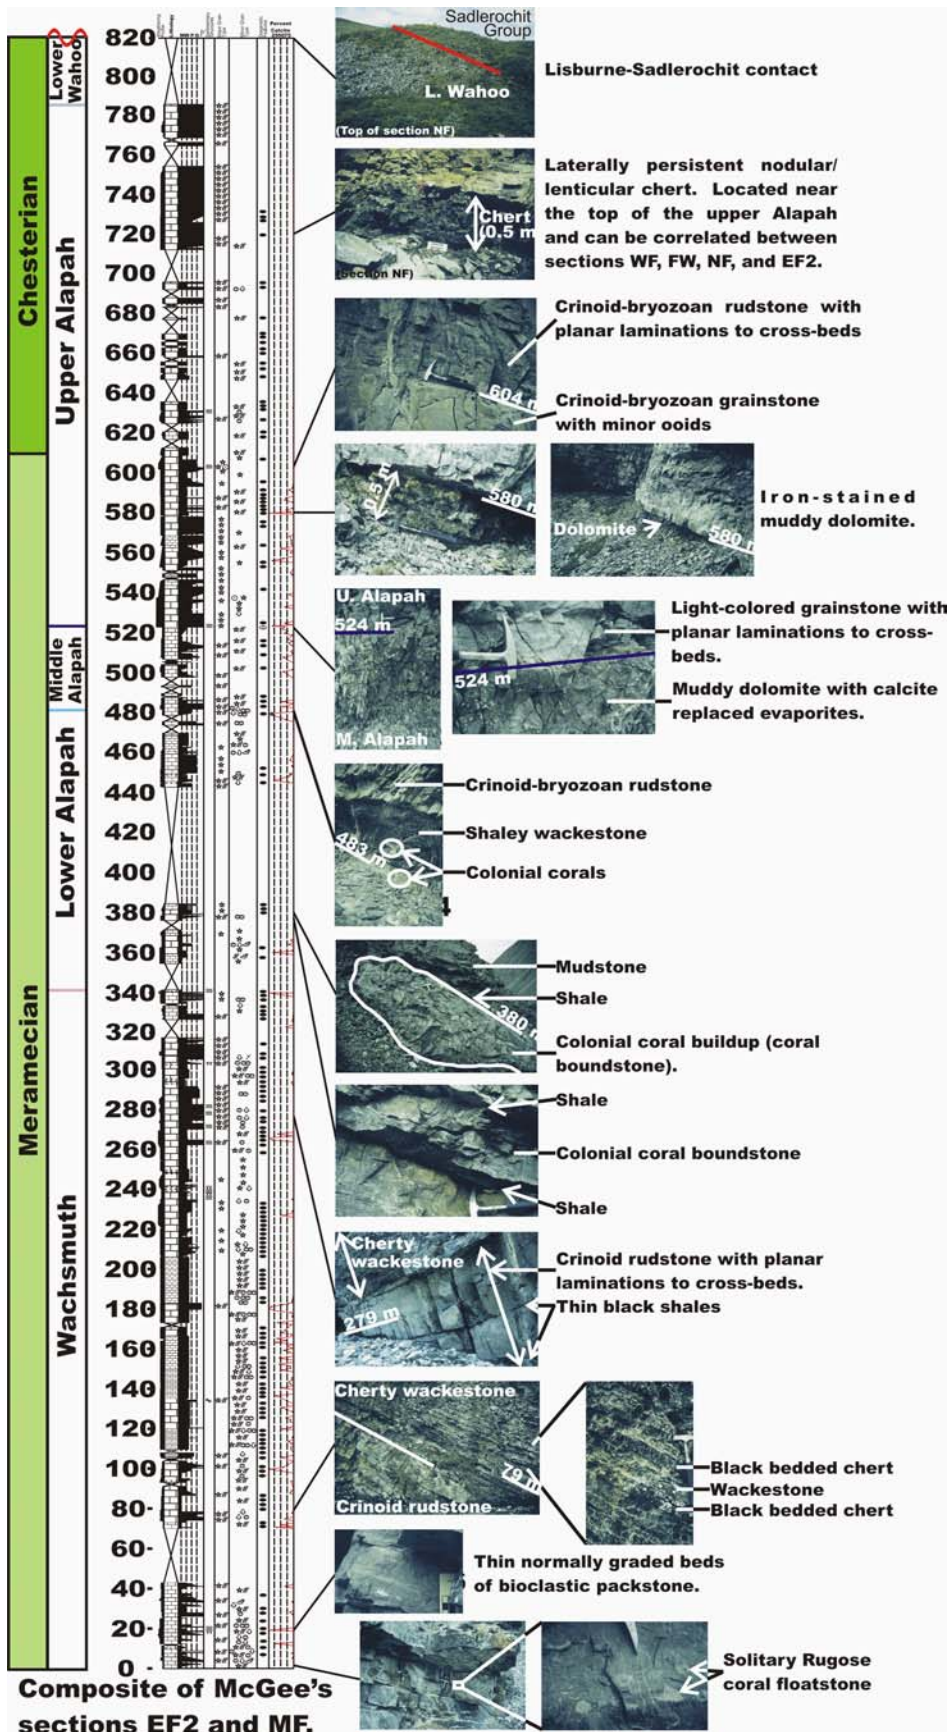 Sadlerochit
Group
L. Wahoo
(Top of section NF)
Lisburne-Sadlerochit contact
Chert
(0.5 m
(Section NF)
Laterally persistent nodular/
lenticular chert. Located near
the top of the upper Alapah
and can be correlated between
sections WF, FW, NF, and EF2.
604 m
Crinoid-bryozoan rudstone with
planar laminations to cross-beds
Crinoid-bryozoan grainstone
with minor ooids
0.5 m
580 m
Dolomite
580 m
Iron-stained
muddy dolomite.
U. Alapah
524 m
M. Alapah
524 m
Light-colored grainstone with
planar laminations to cross-
beds.
Muddy dolomite with calcite
replaced evaporites.
483 m
Crinoid-bryozoan rudstone
Shaley wackestone
Colonial corals
380 m
Mudstone
Shale
Colonial coral buildup (coral
boundstone).
Shale
Colonial coral boundstone
Shale
Cherty
wackestone
279 m
Crinoid rudstone with planar
laminations to cross-beds.
Thin black shales
Cherty wackestone
79 m
Crinoid rudstone
Black bedded chert
Wackestone
Black bedded chert
Thin normally graded beds
of bioclastic packstone.
Solitary Rugose
coral floatstone
Chesterian
Meramecian
Lower
Wahoo
Upper Alapah
Middle
Alapah
Lower Alapah
Wachsmuth
Percent
Calcite
820
800
780
760
740
720
700
680
660
640
620
600
580
560
540
520
500
480
460
440
420
400
380
360
340
320
300
280
260
240
220
200
180
160
140
120
100
80
60
40
20
0
Composite of McGee's
sections EF2 and MF.